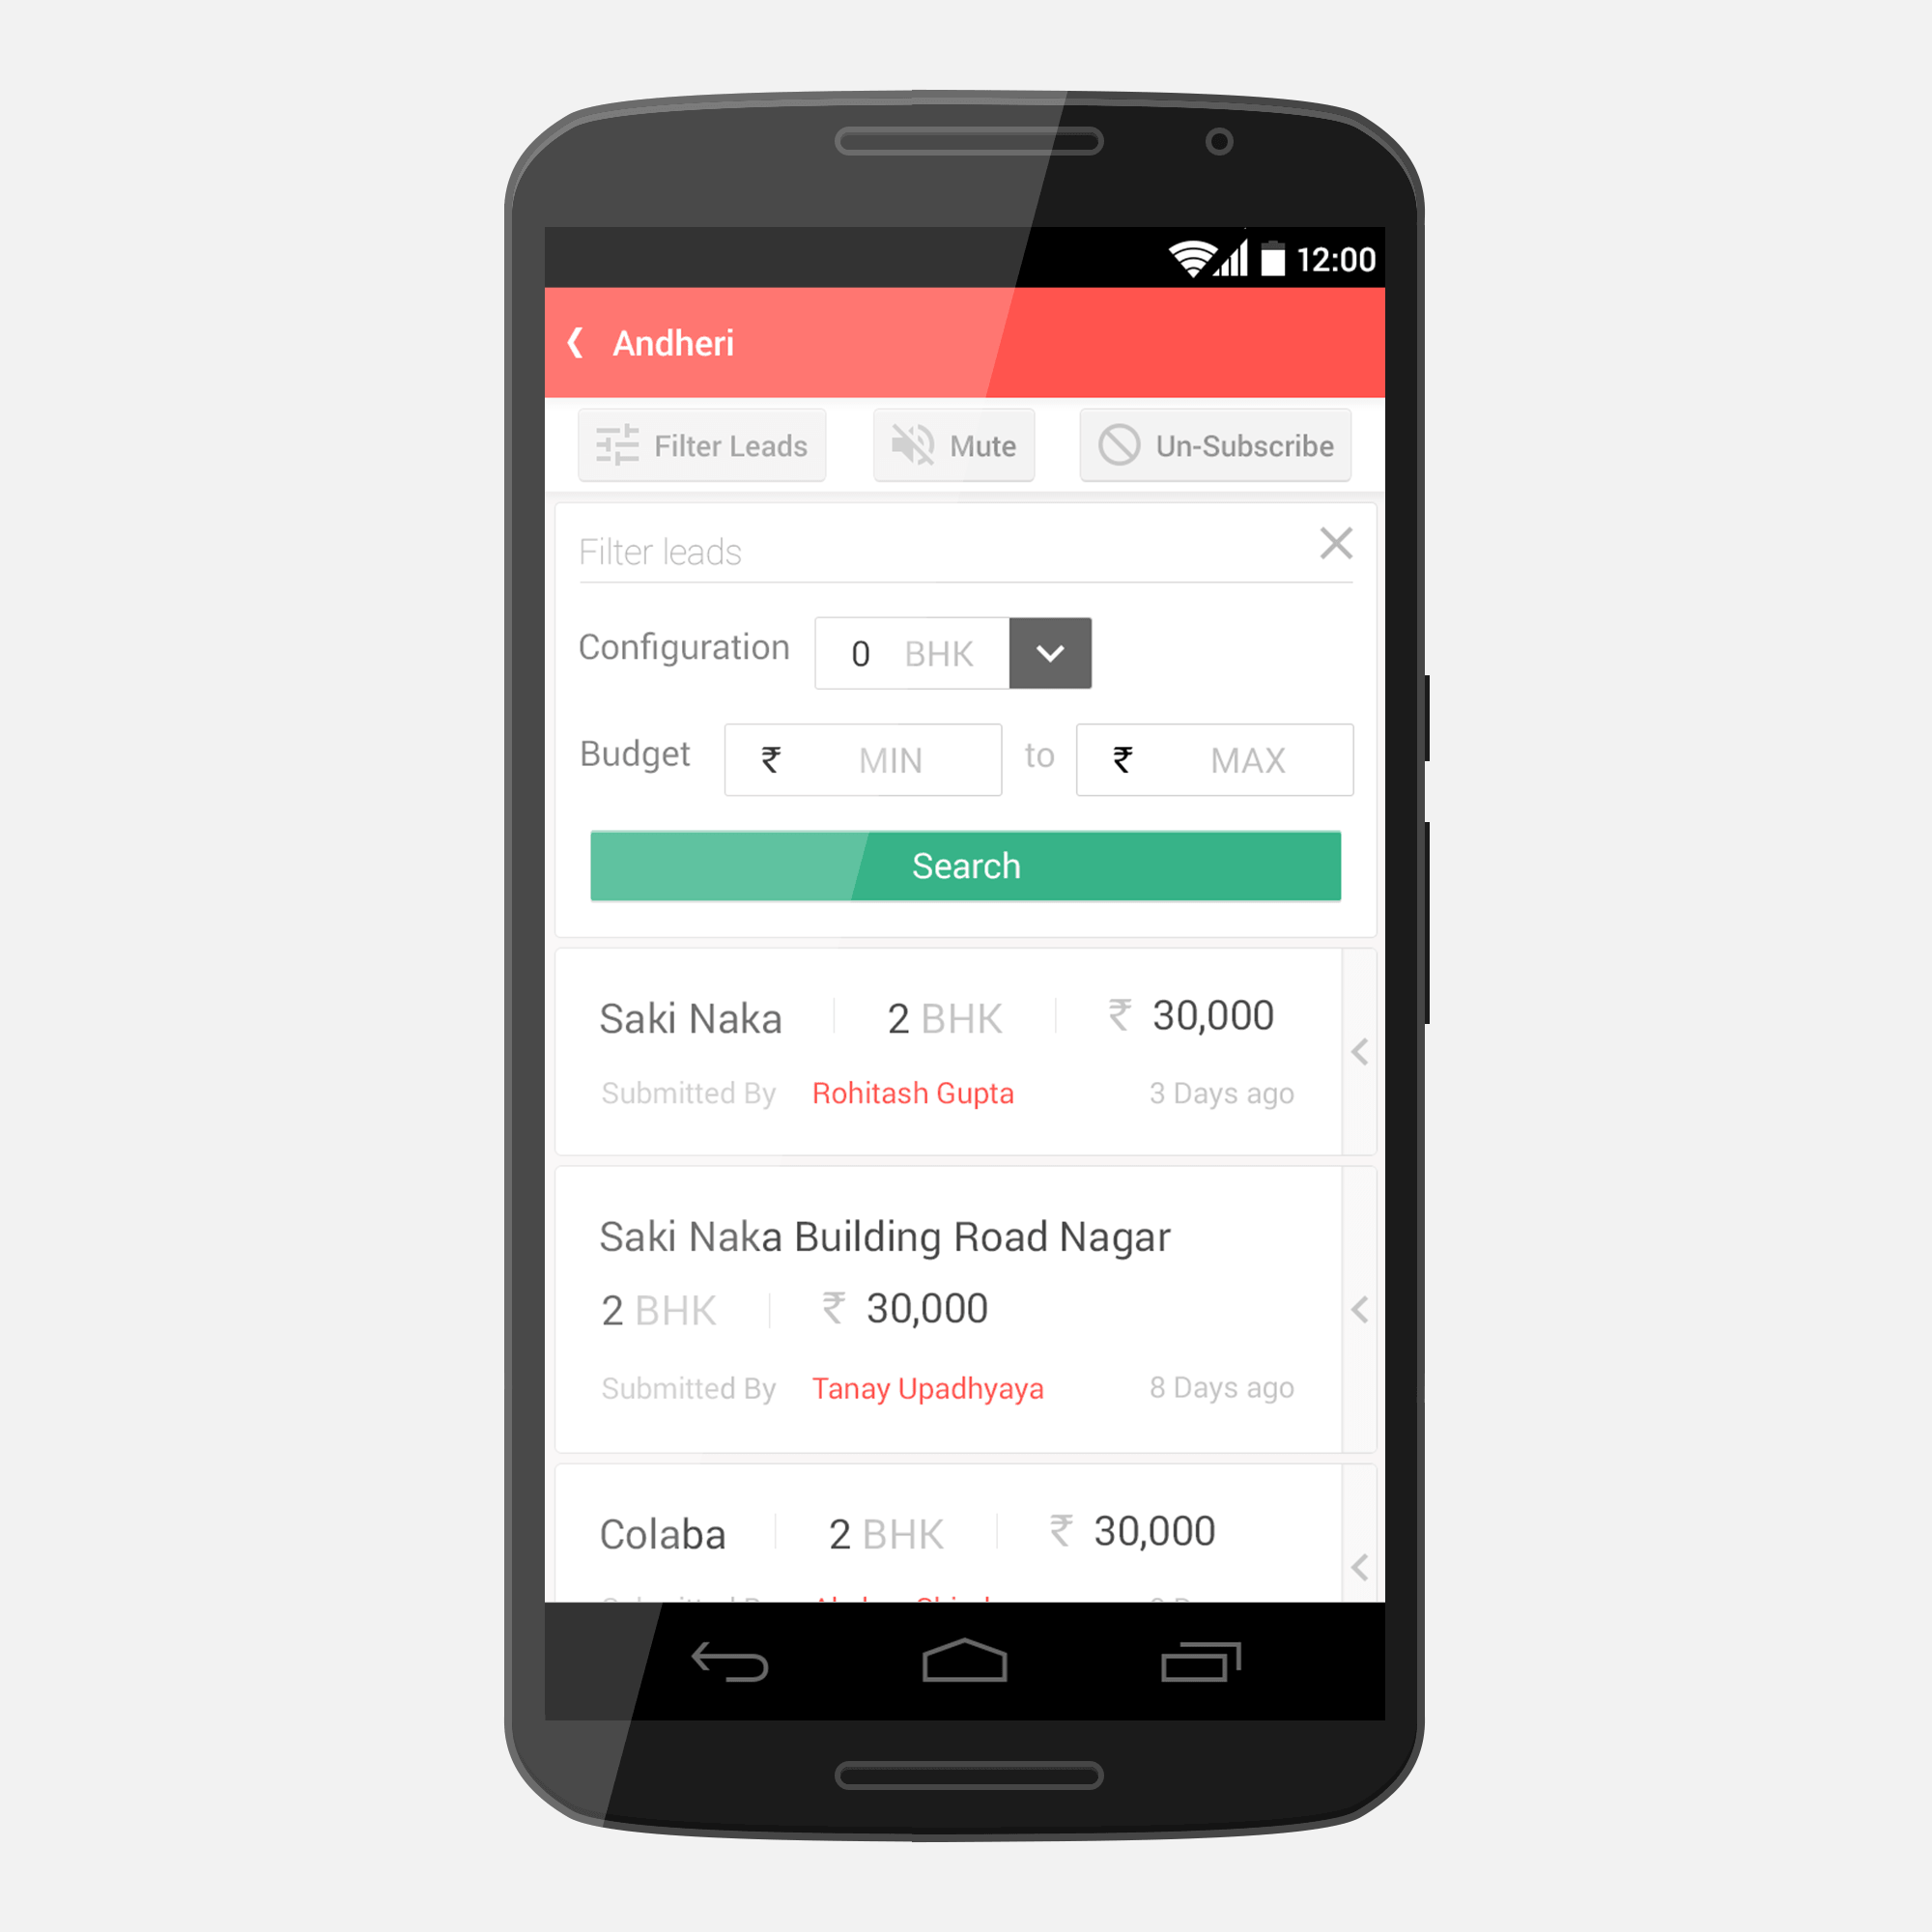 12:00
Andheri
Filter Leads Mute Un-Subscribe
Filter leads
Configuration 0 BHK
Budget ₹ MIN to ₹ MAX
Search
Saki Naka 2 BHK ₹ 30,000
Submitted By Rohitash Gupta 3 Days ago
Saki Naka Building Road Nagar
2 BHK ₹ 30,000
Submitted By Tanay Upadhyaya 8 Days ago
Colaba 2 BHK ₹ 30,000